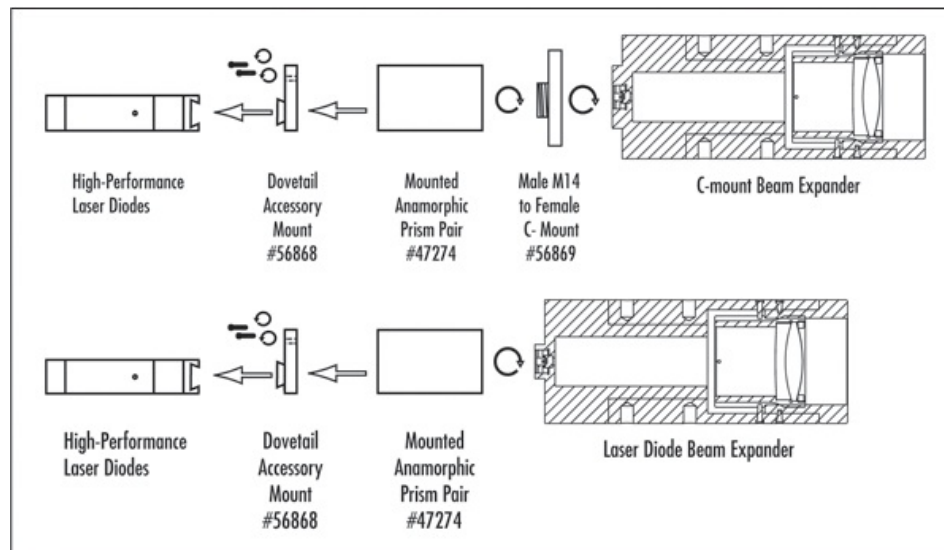 High-Performance
Laser Diodes
Dovetail
Accessory
Mount
#56868
Mounted
Anamorphic
Prism Pair
#47274
Male M14
to Female
C- Mount
#56869
C-mount Beam Expander
High-Performance
Laser Diodes
Dovetail
Accessory
Mount
#56868
Mounted
Anamorphic
Prism Pair
#47274
Laser Diode Beam Expander